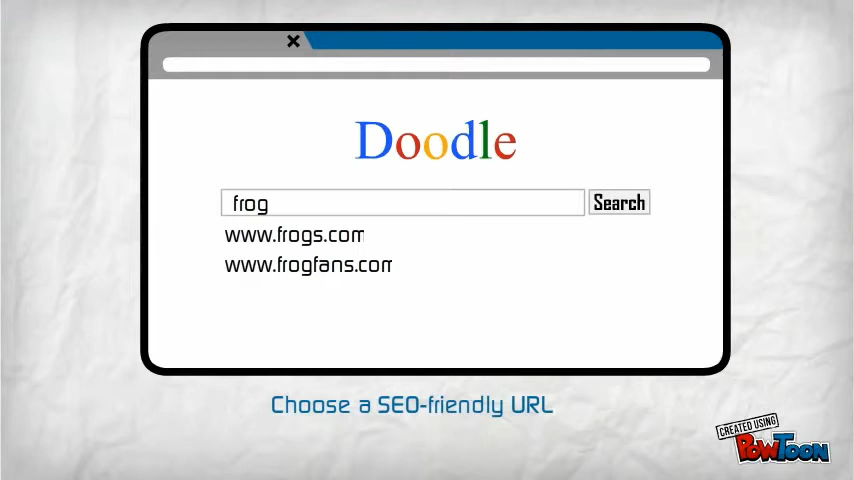 Doodle
frog
Search
www.frogs.com
www.frogfans.com
Choose a SEO-friendly URL
CREATED USING
POWTOON